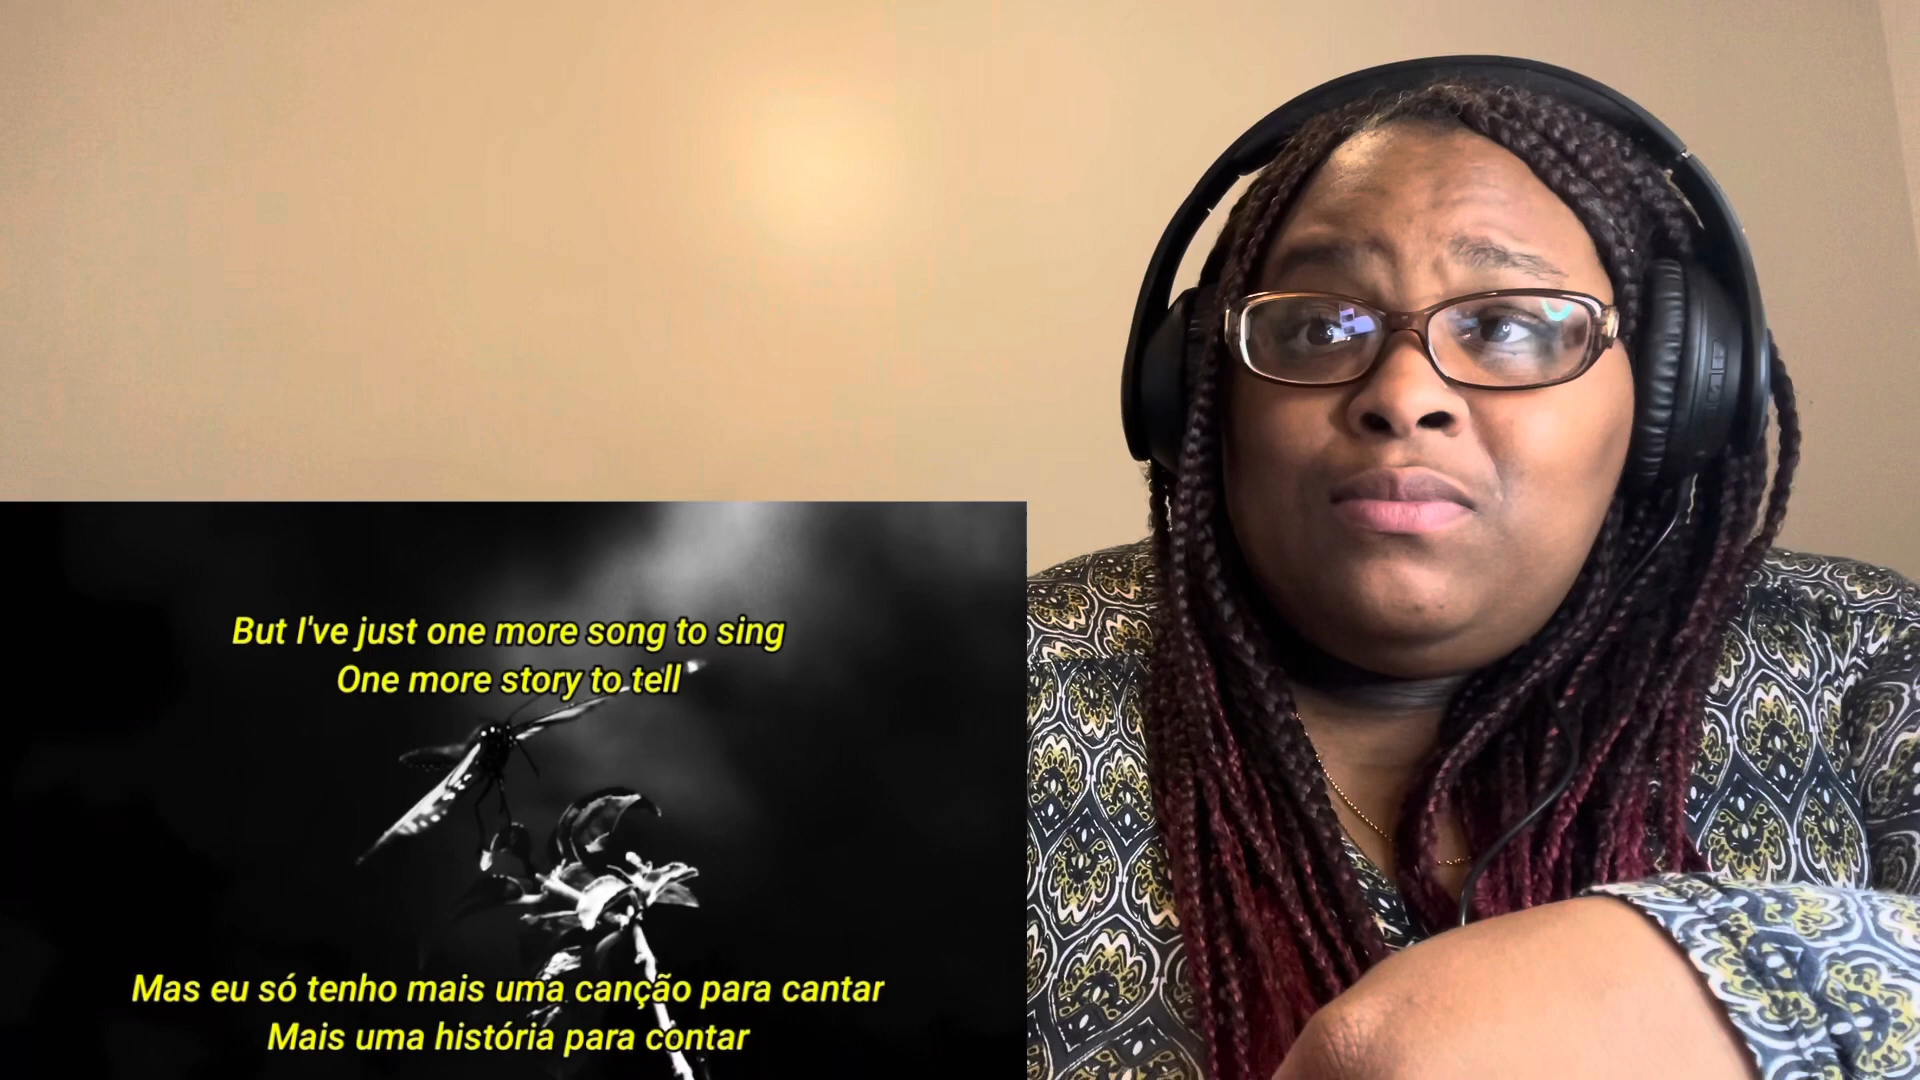 But I've just one more song to sing
One more story to tell
Mas eu só tenho mais uma canção para cantar
Mais uma história para contar